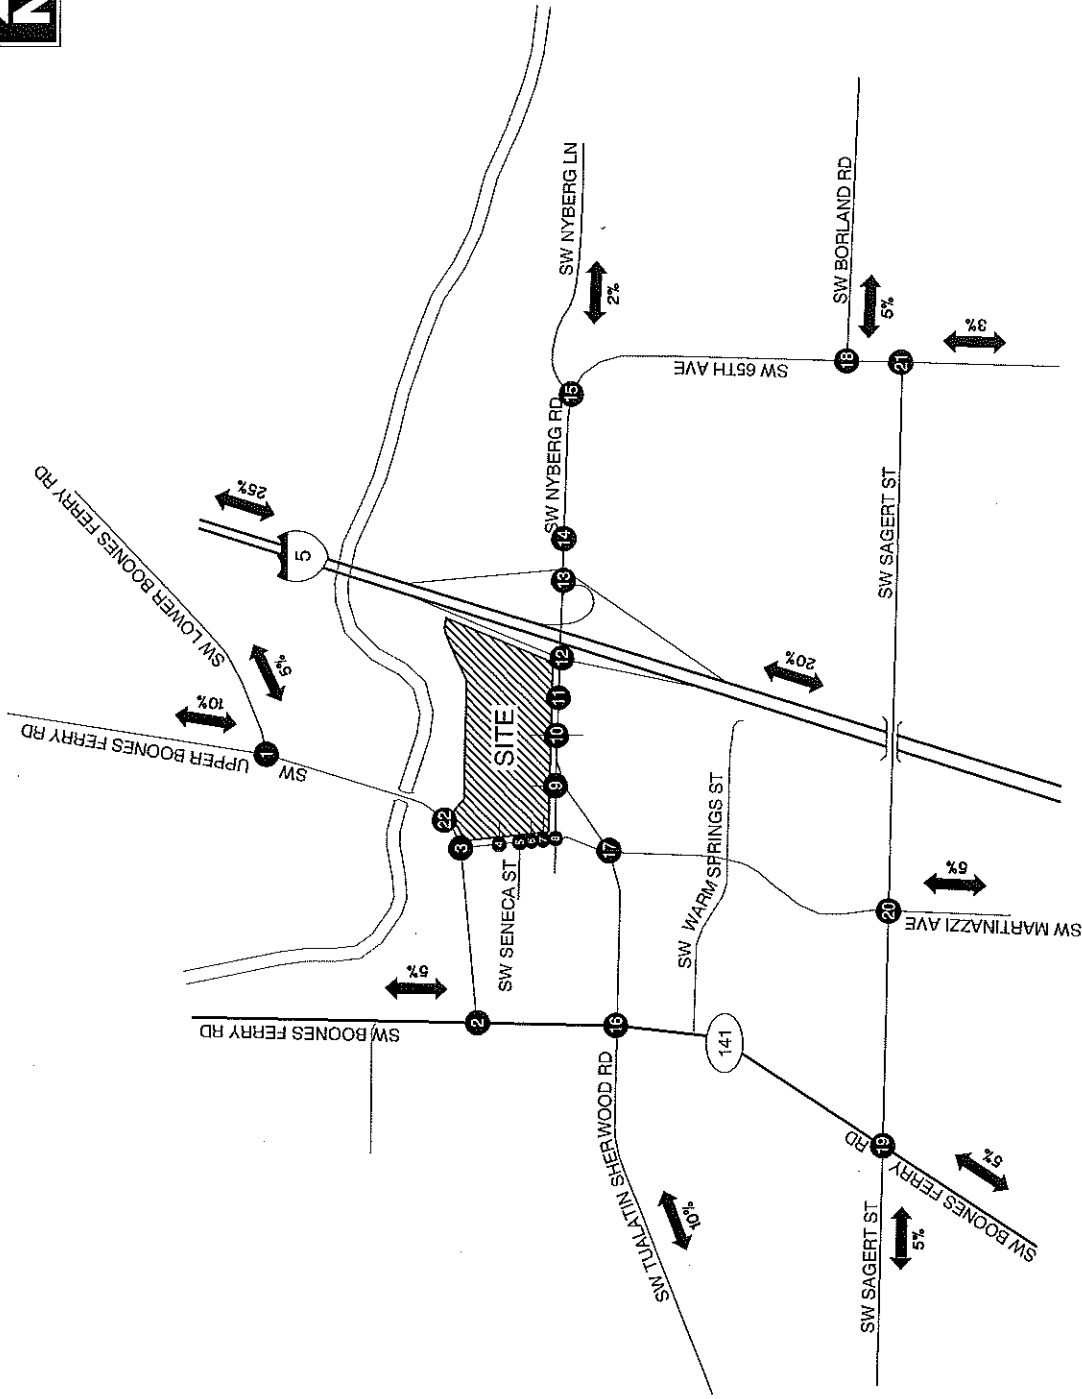 N
SW LOWER BOONES FERRY RD
25%
5
5%
10%
SW
UPPER BOONES FERRY RD
1
SW NYBERG LN
2%
SW NYBERG RD
15
14
13
12
11
10
9
SITE
22
3
4
5
6
7
8
17
SW SENECA ST
5%
SW BOONES FERRY RD
2
16
SW TUALATIN SHERWOOD RD
10%
SW WARM SPRINGS ST
141
20%
SW 65TH AVE
SW BORLAND RD
5%
18
21
3%
SW SAGERT ST
20
5%
SW MARTINAZZI AVE
19
SW BOONES FERRY RD
5%
SW SAGERT ST
5%